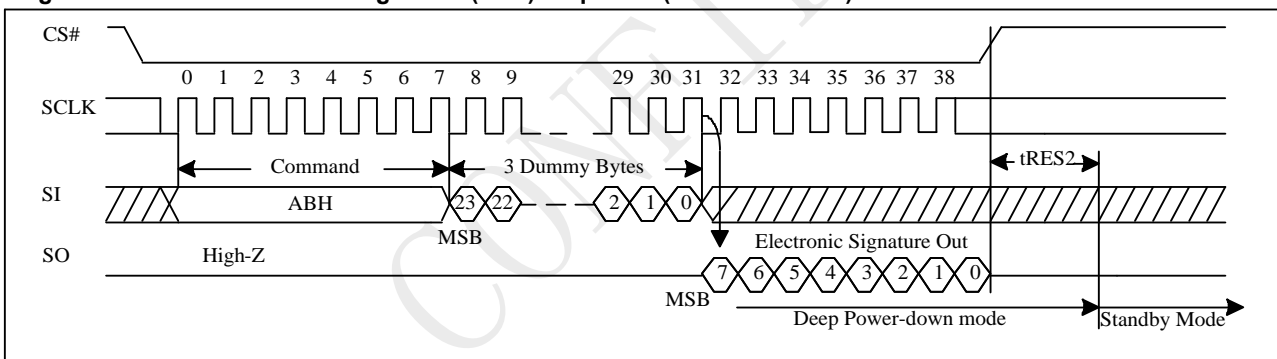 CS#
0 1 2 3 4 5 6 7 8 9 29 30 31 32 33 34 35 36 37 38
SCLK
Command 3 Dummy Bytes tRES2
SI ABH 23 22 2 1 0
MSB
SO High-Z Electronic Signature Out
7 6 5 4 3 2 1 0
MSB
Deep Power-down mode Standby Mode